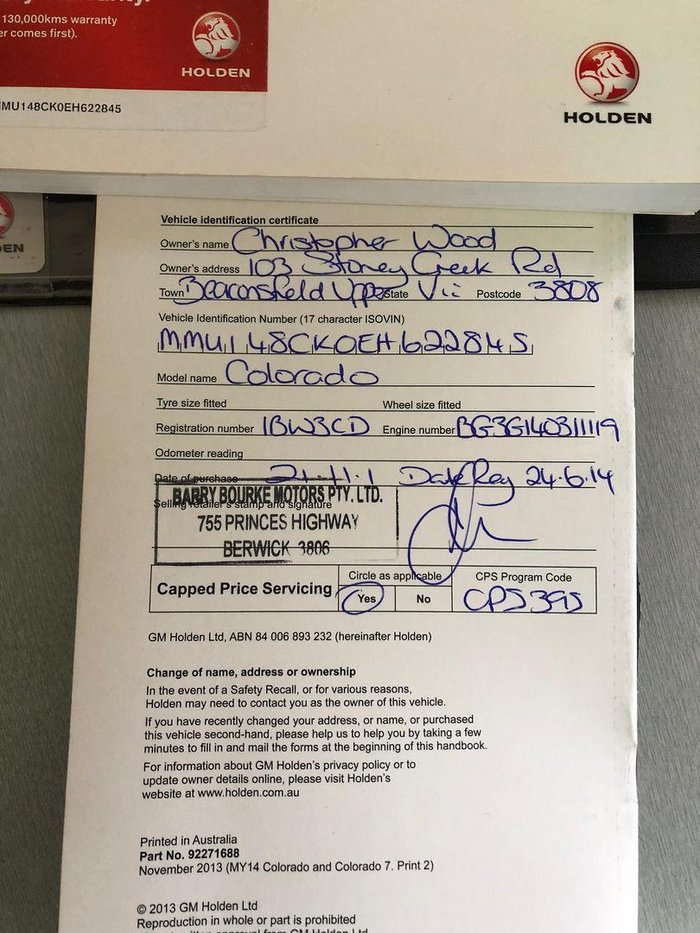 130,000kms warranty
er comes first).
HOLDEN
MMU148CK0EH622845
HOLDEN
EN
Vehicle identification certificate
Owner's name Christopher Wood
Owner's address 103 Stoney Creek Rd
Town Beaconsfield Upper State Vic Postcode 3808
Vehicle Identification Number (17 character ISOVIN)
MMU148CK0EH622845
Model name Colorado
Tyre size fitted Wheel size fitted
Registration number 1BW3CD Engine number BG3G140311119
Odometer reading
Date of purchase 21.11.1 Date Reg 24.6.14
Selling retailer's stamp and signature
BARRY BOURKE MOTORS PTY. LTD.
755 PRINCES HIGHWAY
BERWICK 3806
Capped Price Servicing Circle as applicable Yes No CPS Program Code CPS395
GM Holden Ltd, ABN 84 006 893 232 (hereinafter Holden)
Change of name, address or ownership
In the event of a Safety Recall, or for various reasons,
Holden may need to contact you as the owner of this vehicle.
If you have recently changed your address, or name, or purchased
this vehicle second-hand, please help us to help you by taking a few
minutes to fill in and mail the forms at the beginning of this handbook.
For information about GM Holden's privacy policy or to
update owner details online, please visit Holden's
website at www.holden.com.au
Printed in Australia
Part No. 92271688
November 2013 (MY14 Colorado and Colorado 7. Print 2)
© 2013 GM Holden Ltd
Reproduction in whole or part is prohibited